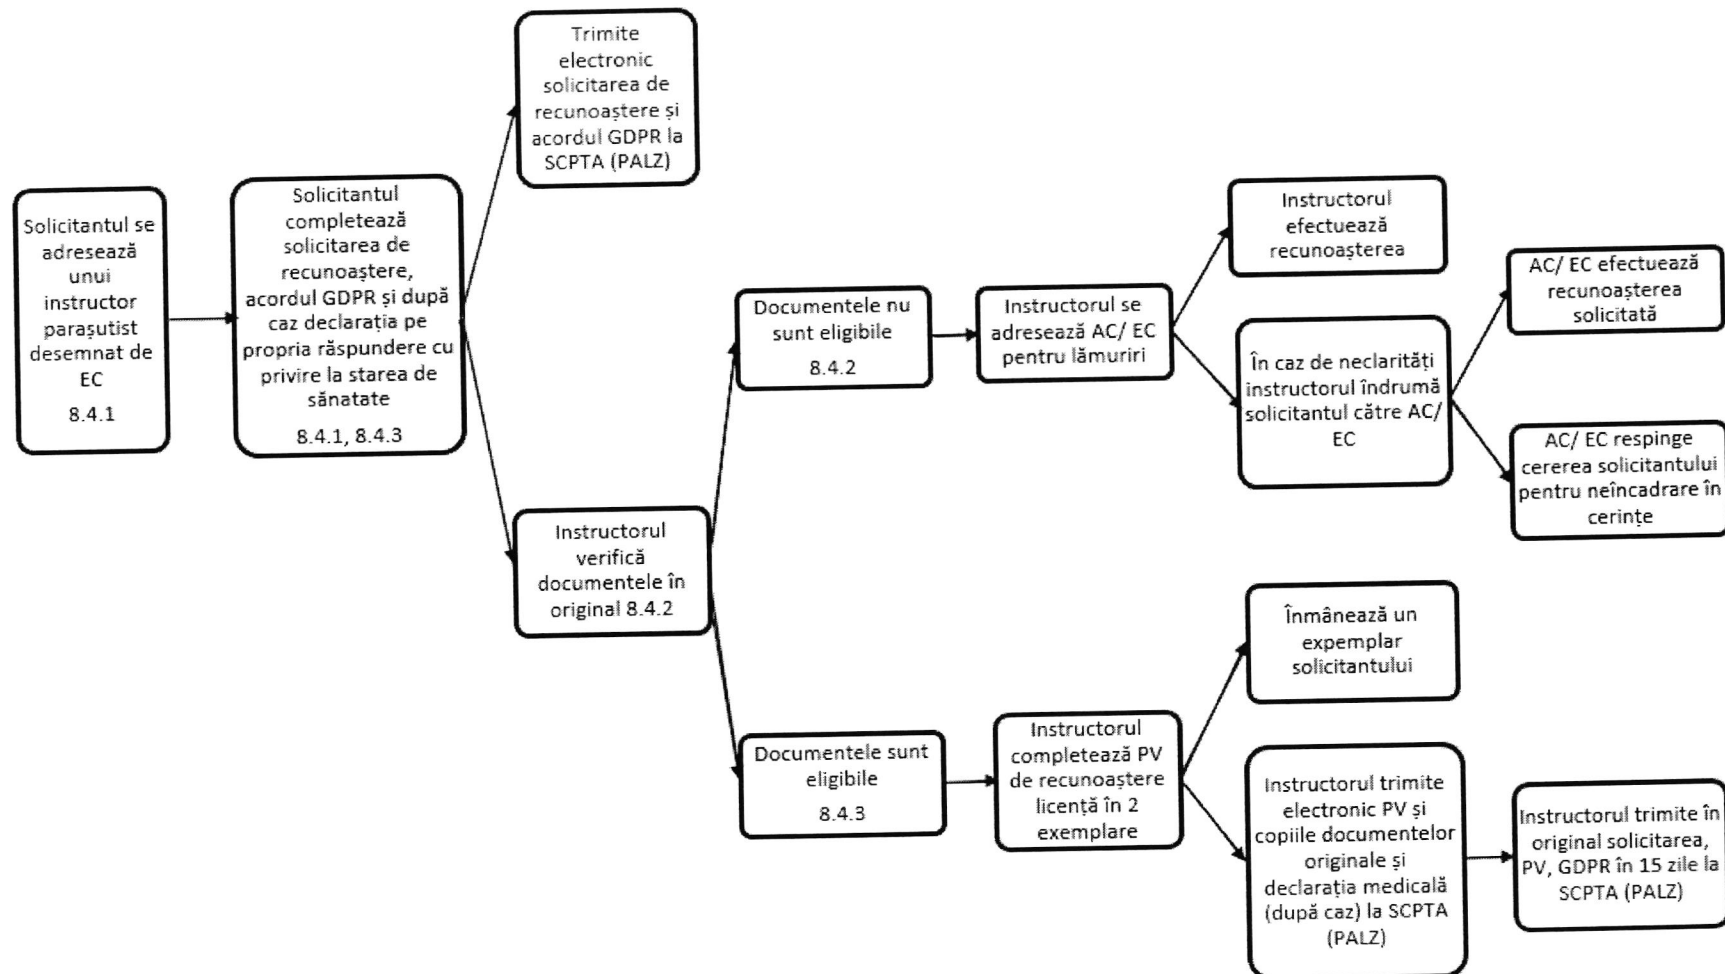 Solicitantul se
adresează
unui
instructor
parașutist
desemnat de
EC
8.4.1
Solicitantul
completează
solicitarea de
recunoaștere,
acordul GDPR și după
caz declarația pe
propria răspundere cu
privire la starea de
sănatate
8.4.1, 8.4.3
Trimite
electronic
solicitarea de
recunoaștere și
acordul GDPR la
SCPTA (PALZ)
Instructorul
verifică
documentele în
original 8.4.2
Documentele nu
sunt eligibile
8.4.2
Instructorul se
adresează AC/ EC
pentru lămuriri
Instructorul
efectuează
recunoașterea
În caz de neclarități
instructorul îndrumă
solicitantul către AC/
EC
AC/ EC efectuează
recunoașterea
solicitată
AC/ EC respinge
cererea solicitantului
pentru neîncadrare în
cerințe
Documentele sunt
eligibile
8.4.3
Instructorul
completează PV
de recunoaștere
licență în 2
exemplare
Înmânează un
expemplar
solicitantului
Instructorul trimite
electronic PV și
copiile documentelor
originale și
declarația medicală
(după caz) la SCPTA
(PALZ)
Instructorul trimite în
original solicitarea,
PV, GDPR în 15 zile la
SCPTA (PALZ)